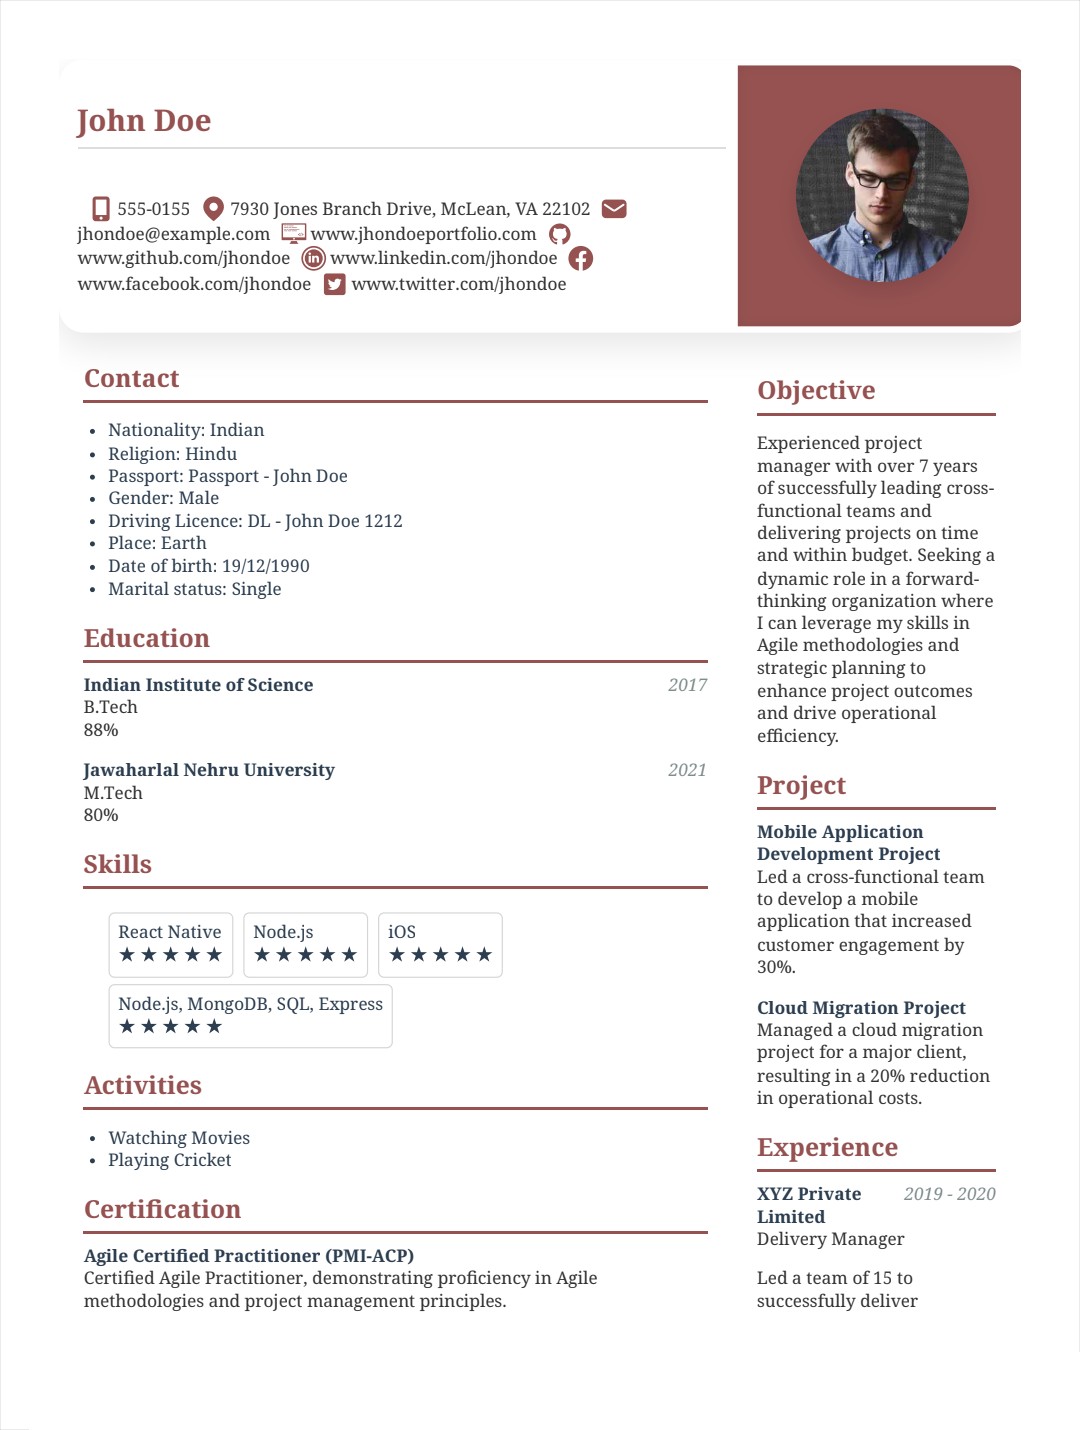 John Doe
555-0155 7930 Jones Branch Drive, McLean, VA 22102
jhondoe@example.com www.jhondoeportfolio.com
www.github.com/jhondoe www.linkedin.com/jhondoe
www.facebook.com/jhondoe www.twitter.com/jhondoe
Contact
• Nationality: Indian
• Religion: Hindu
• Passport: Passport - John Doe
• Gender: Male
• Driving Licence: DL - John Doe 1212
• Place: Earth
• Date of birth: 19/12/1990
• Marital status: Single
Education
Indian Institute of Science 2017
B.Tech
88%
Jawaharlal Nehru University 2021
M.Tech
80%
Skills
React Native Node.js iOS
★★★★★ ★★★★★ ★★★★★
Node.js, MongoDB, SQL, Express
★★★★★
Activities
• Watching Movies
• Playing Cricket
Certification
Agile Certified Practitioner (PMI-ACP)
Certified Agile Practitioner, demonstrating proficiency in Agile
methodologies and project management principles.
Objective
Experienced project
manager with over 7 years
of successfully leading cross-
functional teams and
delivering projects on time
and within budget. Seeking a
dynamic role in a forward-
thinking organization where
I can leverage my skills in
Agile methodologies and
strategic planning to
enhance project outcomes
and drive operational
efficiency.
Project
Mobile Application
Development Project
Led a cross-functional team
to develop a mobile
application that increased
customer engagement by
30%.
Cloud Migration Project
Managed a cloud migration
project for a major client,
resulting in a 20% reduction
in operational costs.
Experience
XYZ Private 2019 - 2020
Limited
Delivery Manager
Led a team of 15 to
successfully deliver